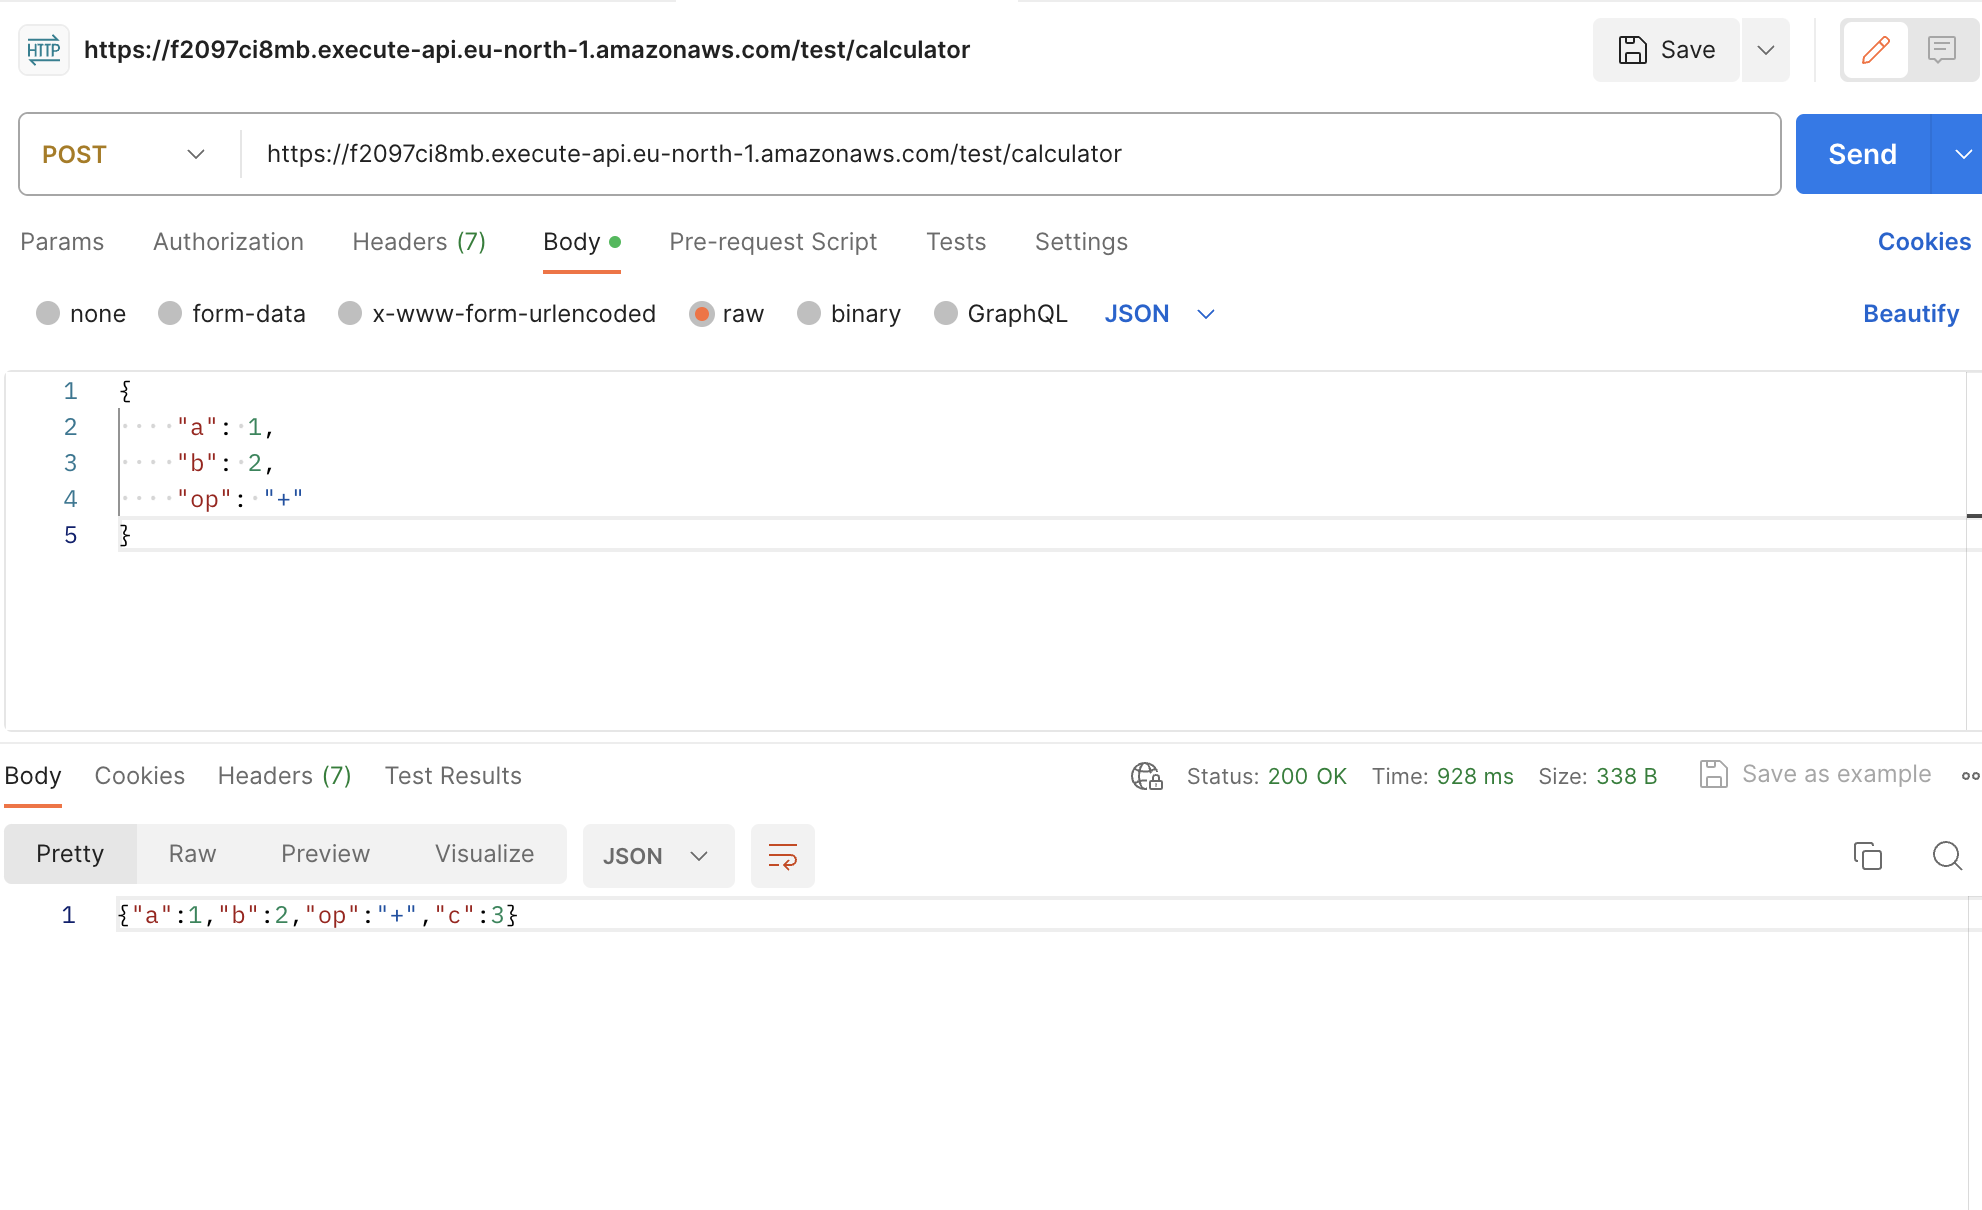 HTTP https://f2097ci8mb.execute-api.eu-north-1.amazonaws.com/test/calculator Save
POST https://f2097ci8mb.execute-api.eu-north-1.amazonaws.com/test/calculator Send
Params Authorization Headers (7) Body Pre-request Script Tests Settings Cookies
none form-data x-www-form-urlencoded raw binary GraphQL JSON Beautify
1 {
2 ····"a":·1,
3 ····"b":·2,
4 ····"op":·"+"
5 }
Body Cookies Headers (7) Test Results Status: 200 OK Time: 928 ms Size: 338 B Save as example
Pretty Raw Preview Visualize JSON
1 {"a":1,"b":2,"op":"+","c":3}